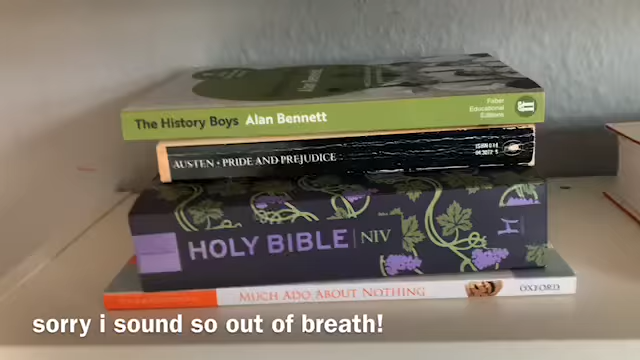 The History Boys Alan Bennett
Faber
Educational
Editions
AUSTEN · PRIDE AND PREJUDICE
HOLY BIBLE NIV
MUCH ADO ABOUT NOTHING
OXFORD
sorry i sound so out of breath!